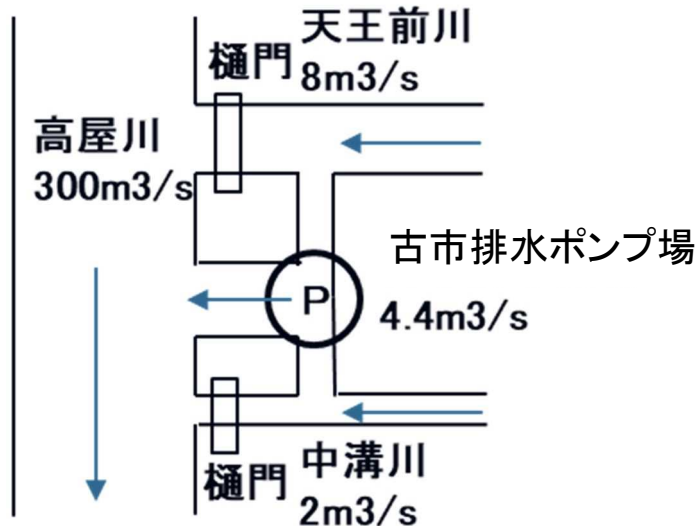 天王前川
樋門
8m3/s
高屋川
300m3/s
古市排水ポンプ場
P
4.4m3/s
中溝川
樋門
2m3/s